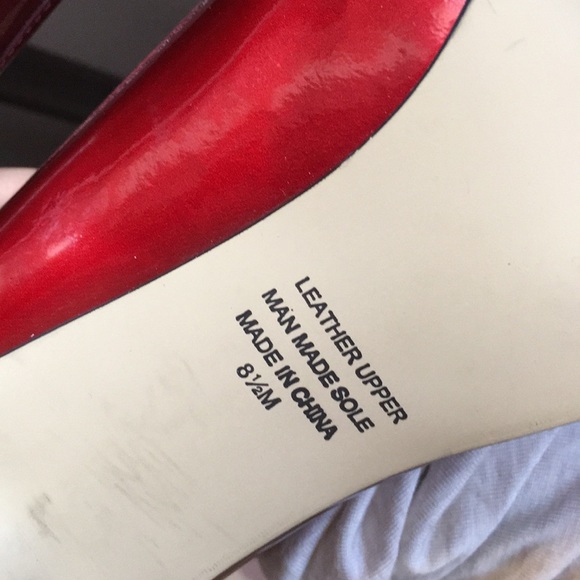 LEATHER UPPER
MAN MADE SOLE
MADE IN CHINA
8½M